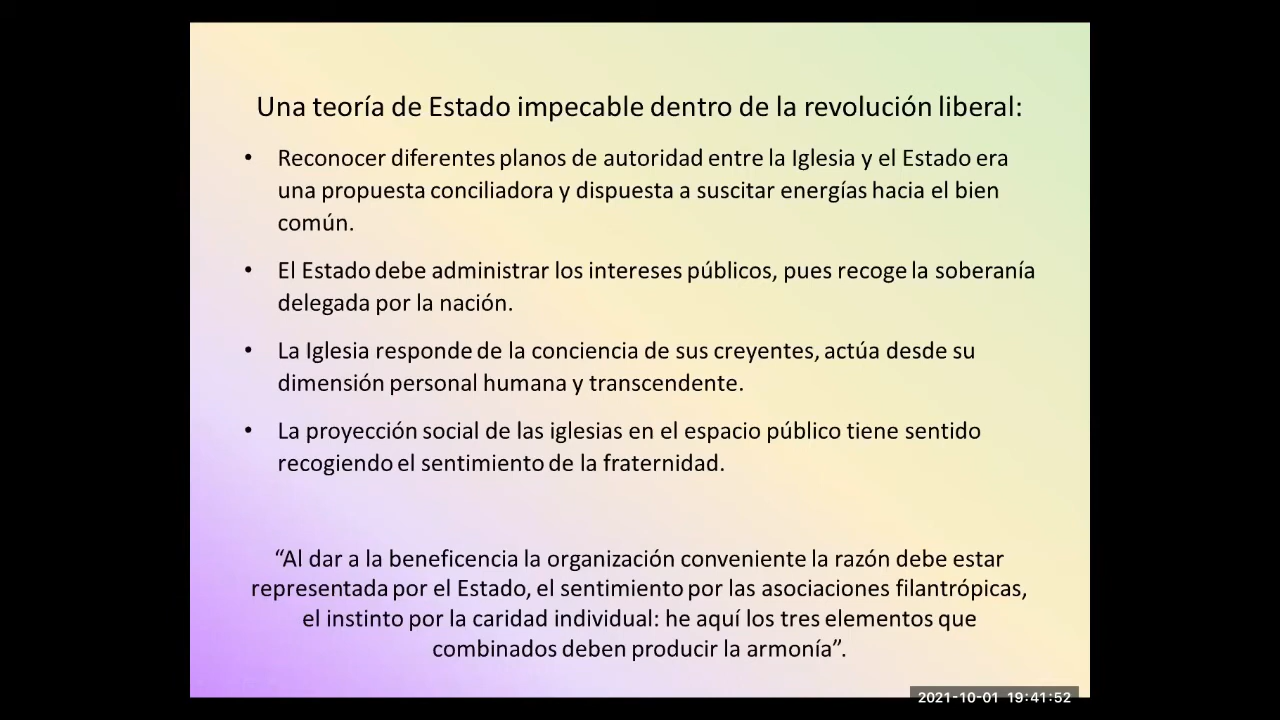 Una teoría de Estado impecable dentro de la revolución liberal:
• Reconocer diferentes planos de autoridad entre la Iglesia y el Estado era
una propuesta conciliadora y dispuesta a suscitar energías hacia el bien
común.
• El Estado debe administrar los intereses públicos, pues recoge la soberanía
delegada por la nación.
• La Iglesia responde de la conciencia de sus creyentes, actúa desde su
dimensión personal humana y transcendente.
• La proyección social de las iglesias en el espacio público tiene sentido
recogiendo el sentimiento de la fraternidad.
“Al dar a la beneficencia la organización conveniente la razón debe estar
representada por el Estado, el sentimiento por las asociaciones filantrópicas,
el instinto por la caridad individual: he aquí los tres elementos que
combinados deben producir la armonía”.
2021-10-01 19:41:52